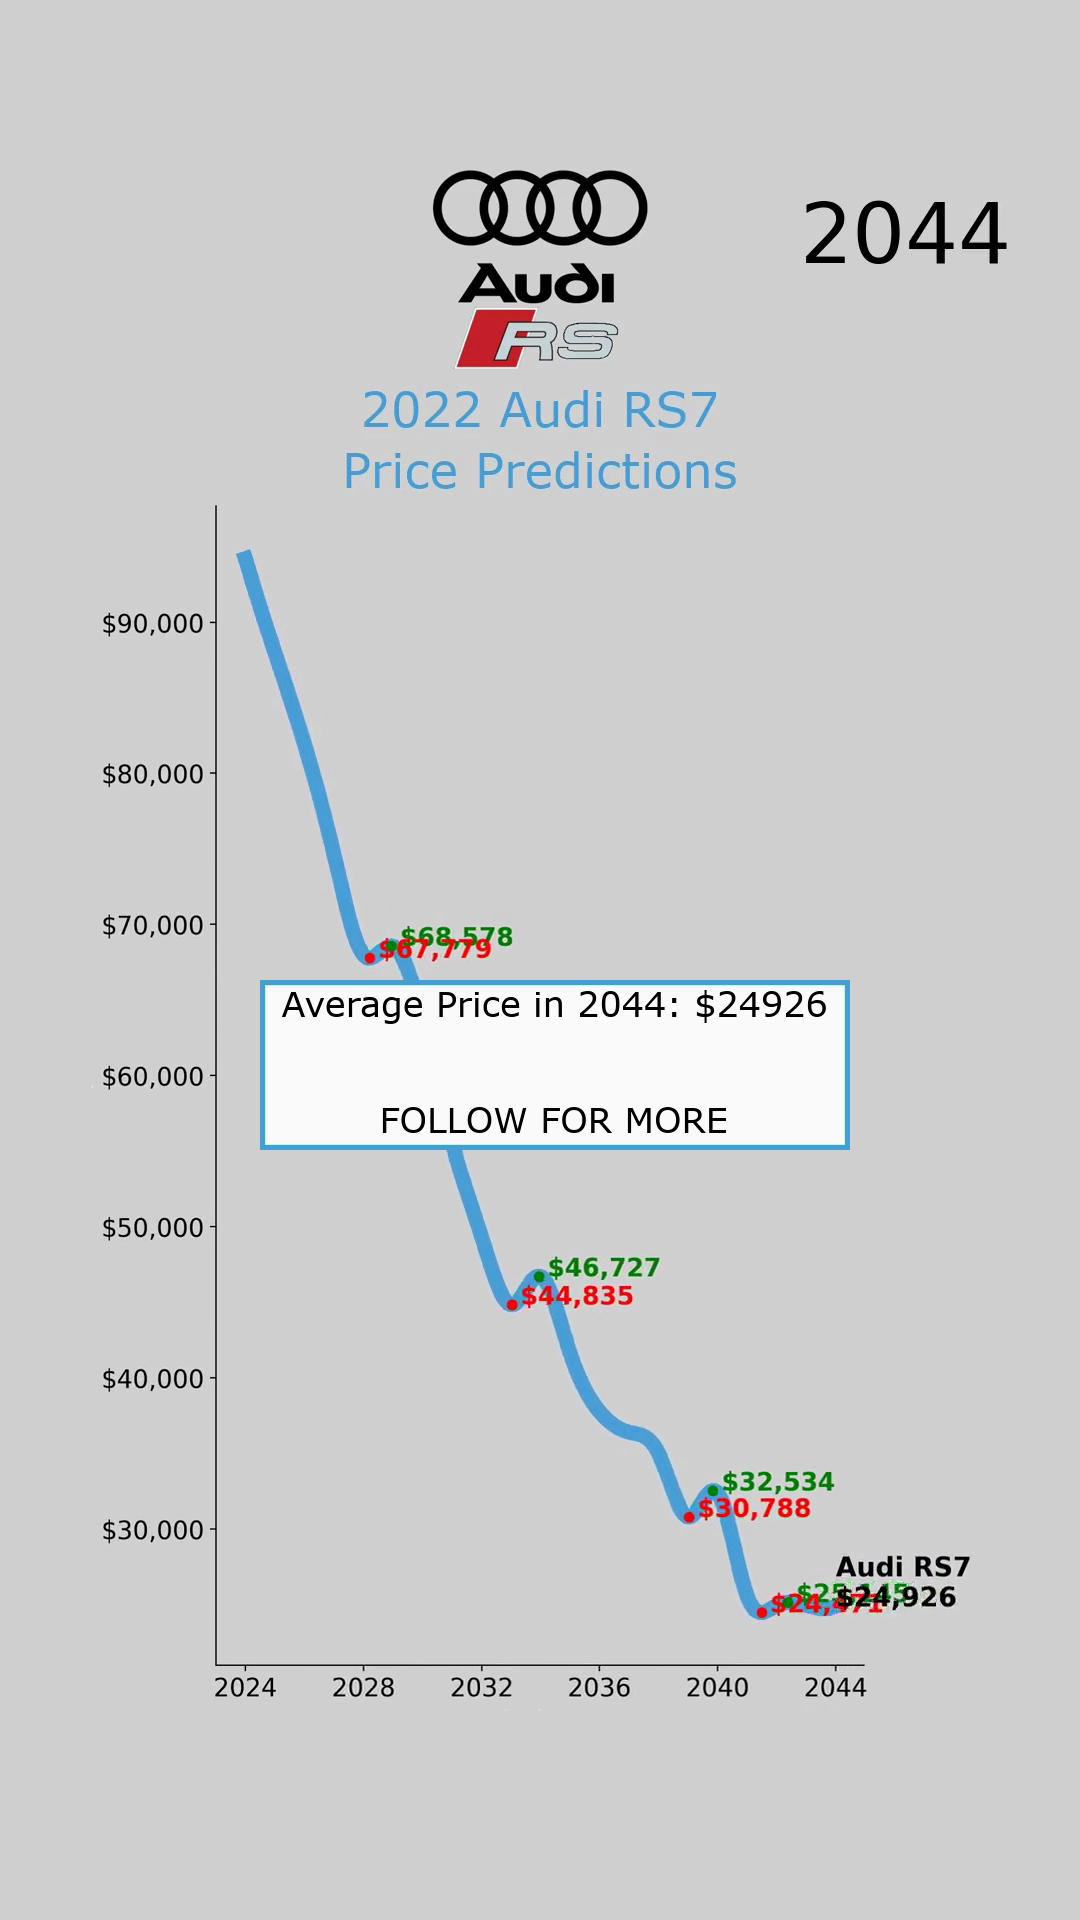 2044
Audi
RS
2022 Audi RS7
Price Predictions
$90,000
$80,000
$70,000
$68,578
$67,779
Average Price in 2044: $24926
$60,000
FOLLOW FOR MORE
$50,000
$46,727
$44,835
$40,000
$32,534
$30,788
$30,000
Audi RS7
$24,926
$24,471
2024 2028 2032 2036 2040 2044